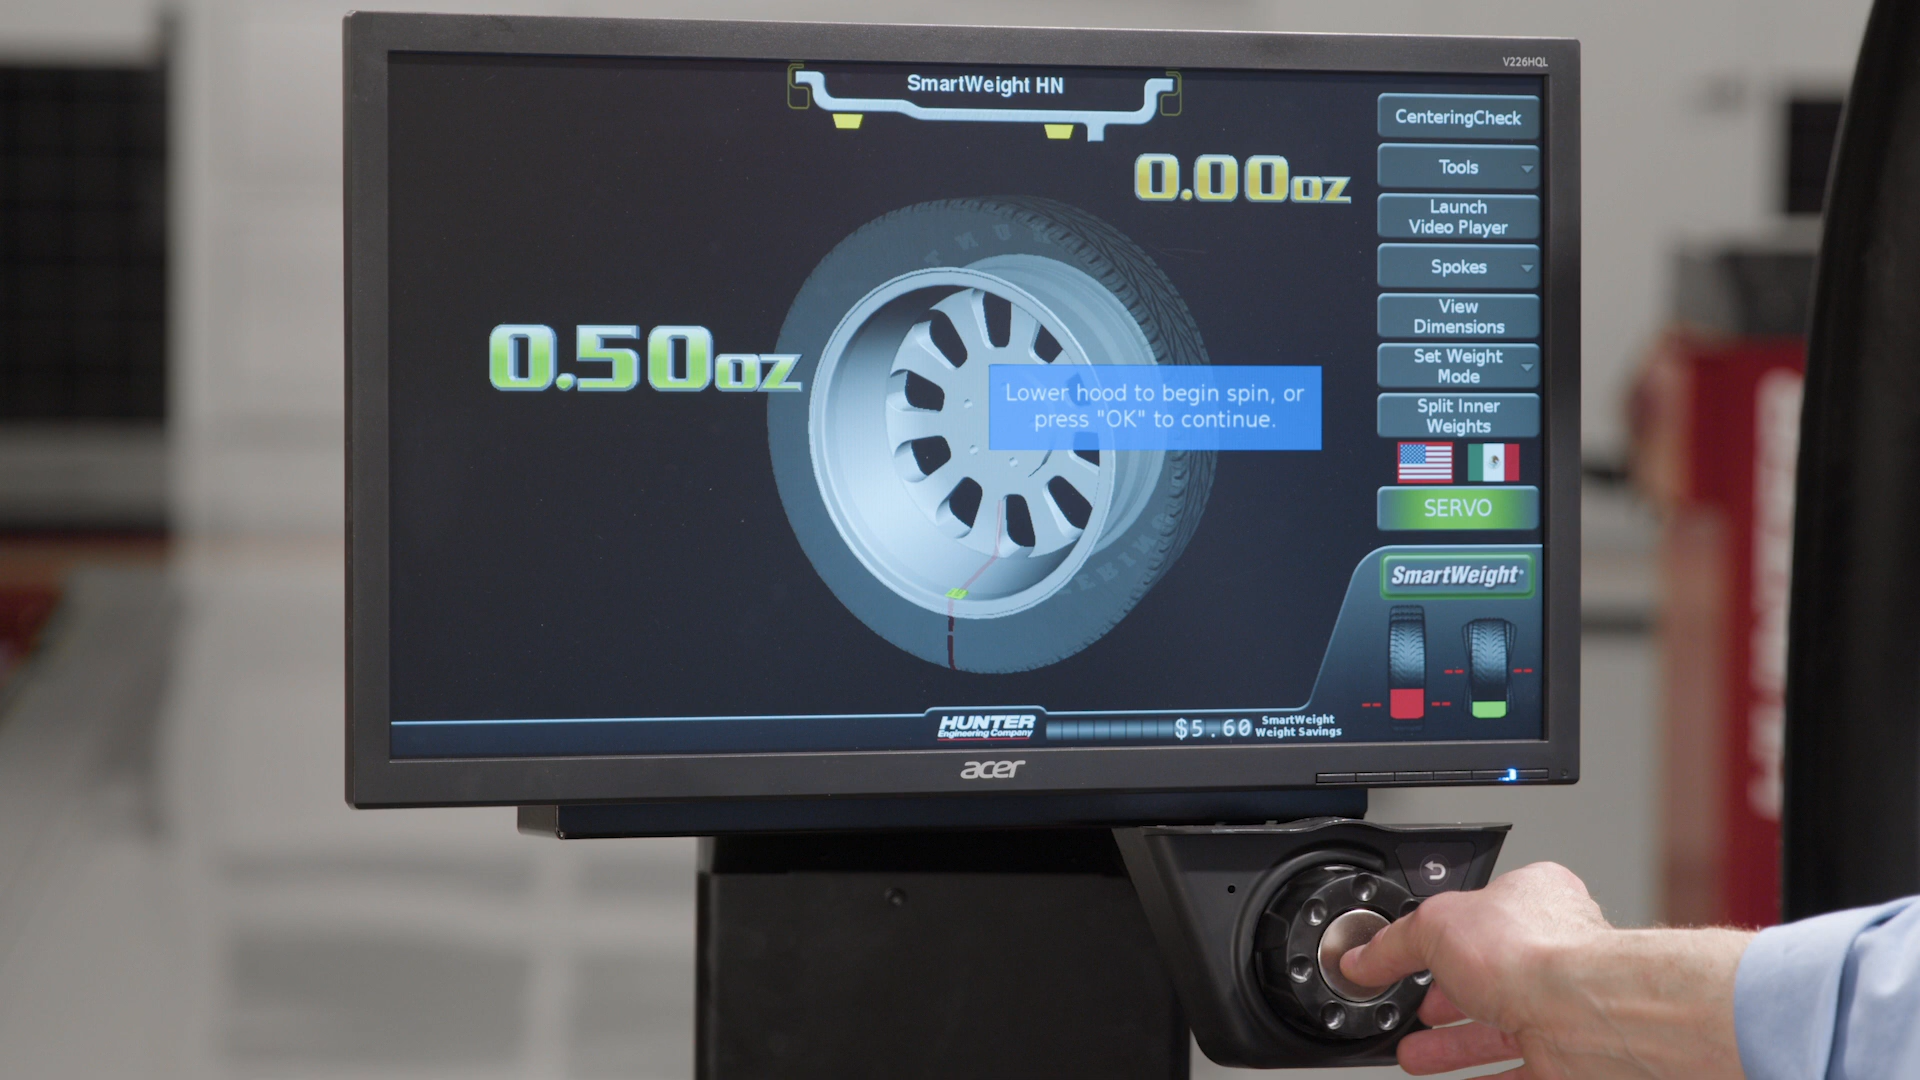 V226HQL
SmartWeight HN
0.00oz
0.50oz
Lower hood to begin spin, or
press "OK" to continue.
CenteringCheck
Tools
Launch
Video Player
Spokes
View
Dimensions
Set Weight
Mode
Split Inner
Weights
SERVO
SmartWeight
HUNTER
Engineering Company
$5.60
SmartWeight
Weight Savings
acer